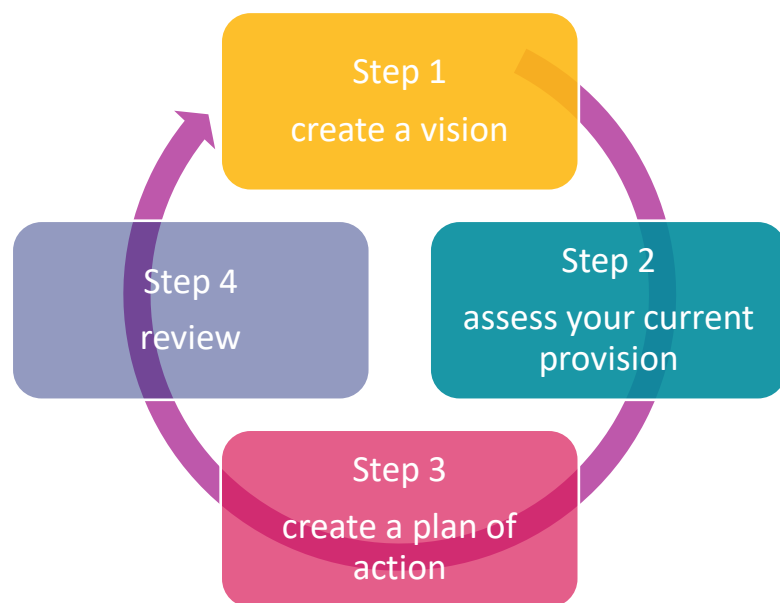 Step 1
create a vision
Step 2
assess your current
provision
Step 3
create a plan of
action
Step 4
review